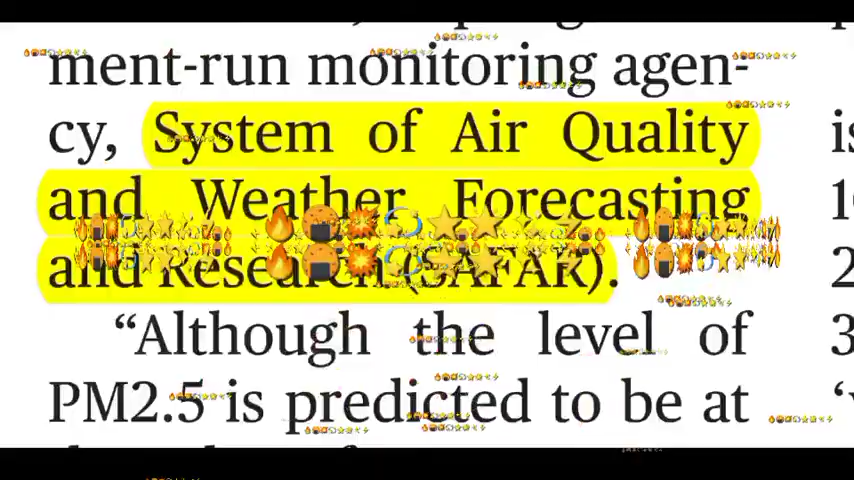 ment-run monitoring agen-
cy, System of Air Quality
and Weather Forecasting
and Research (SAFAR).
“Although the level of
PM2.5 is predicted to be at